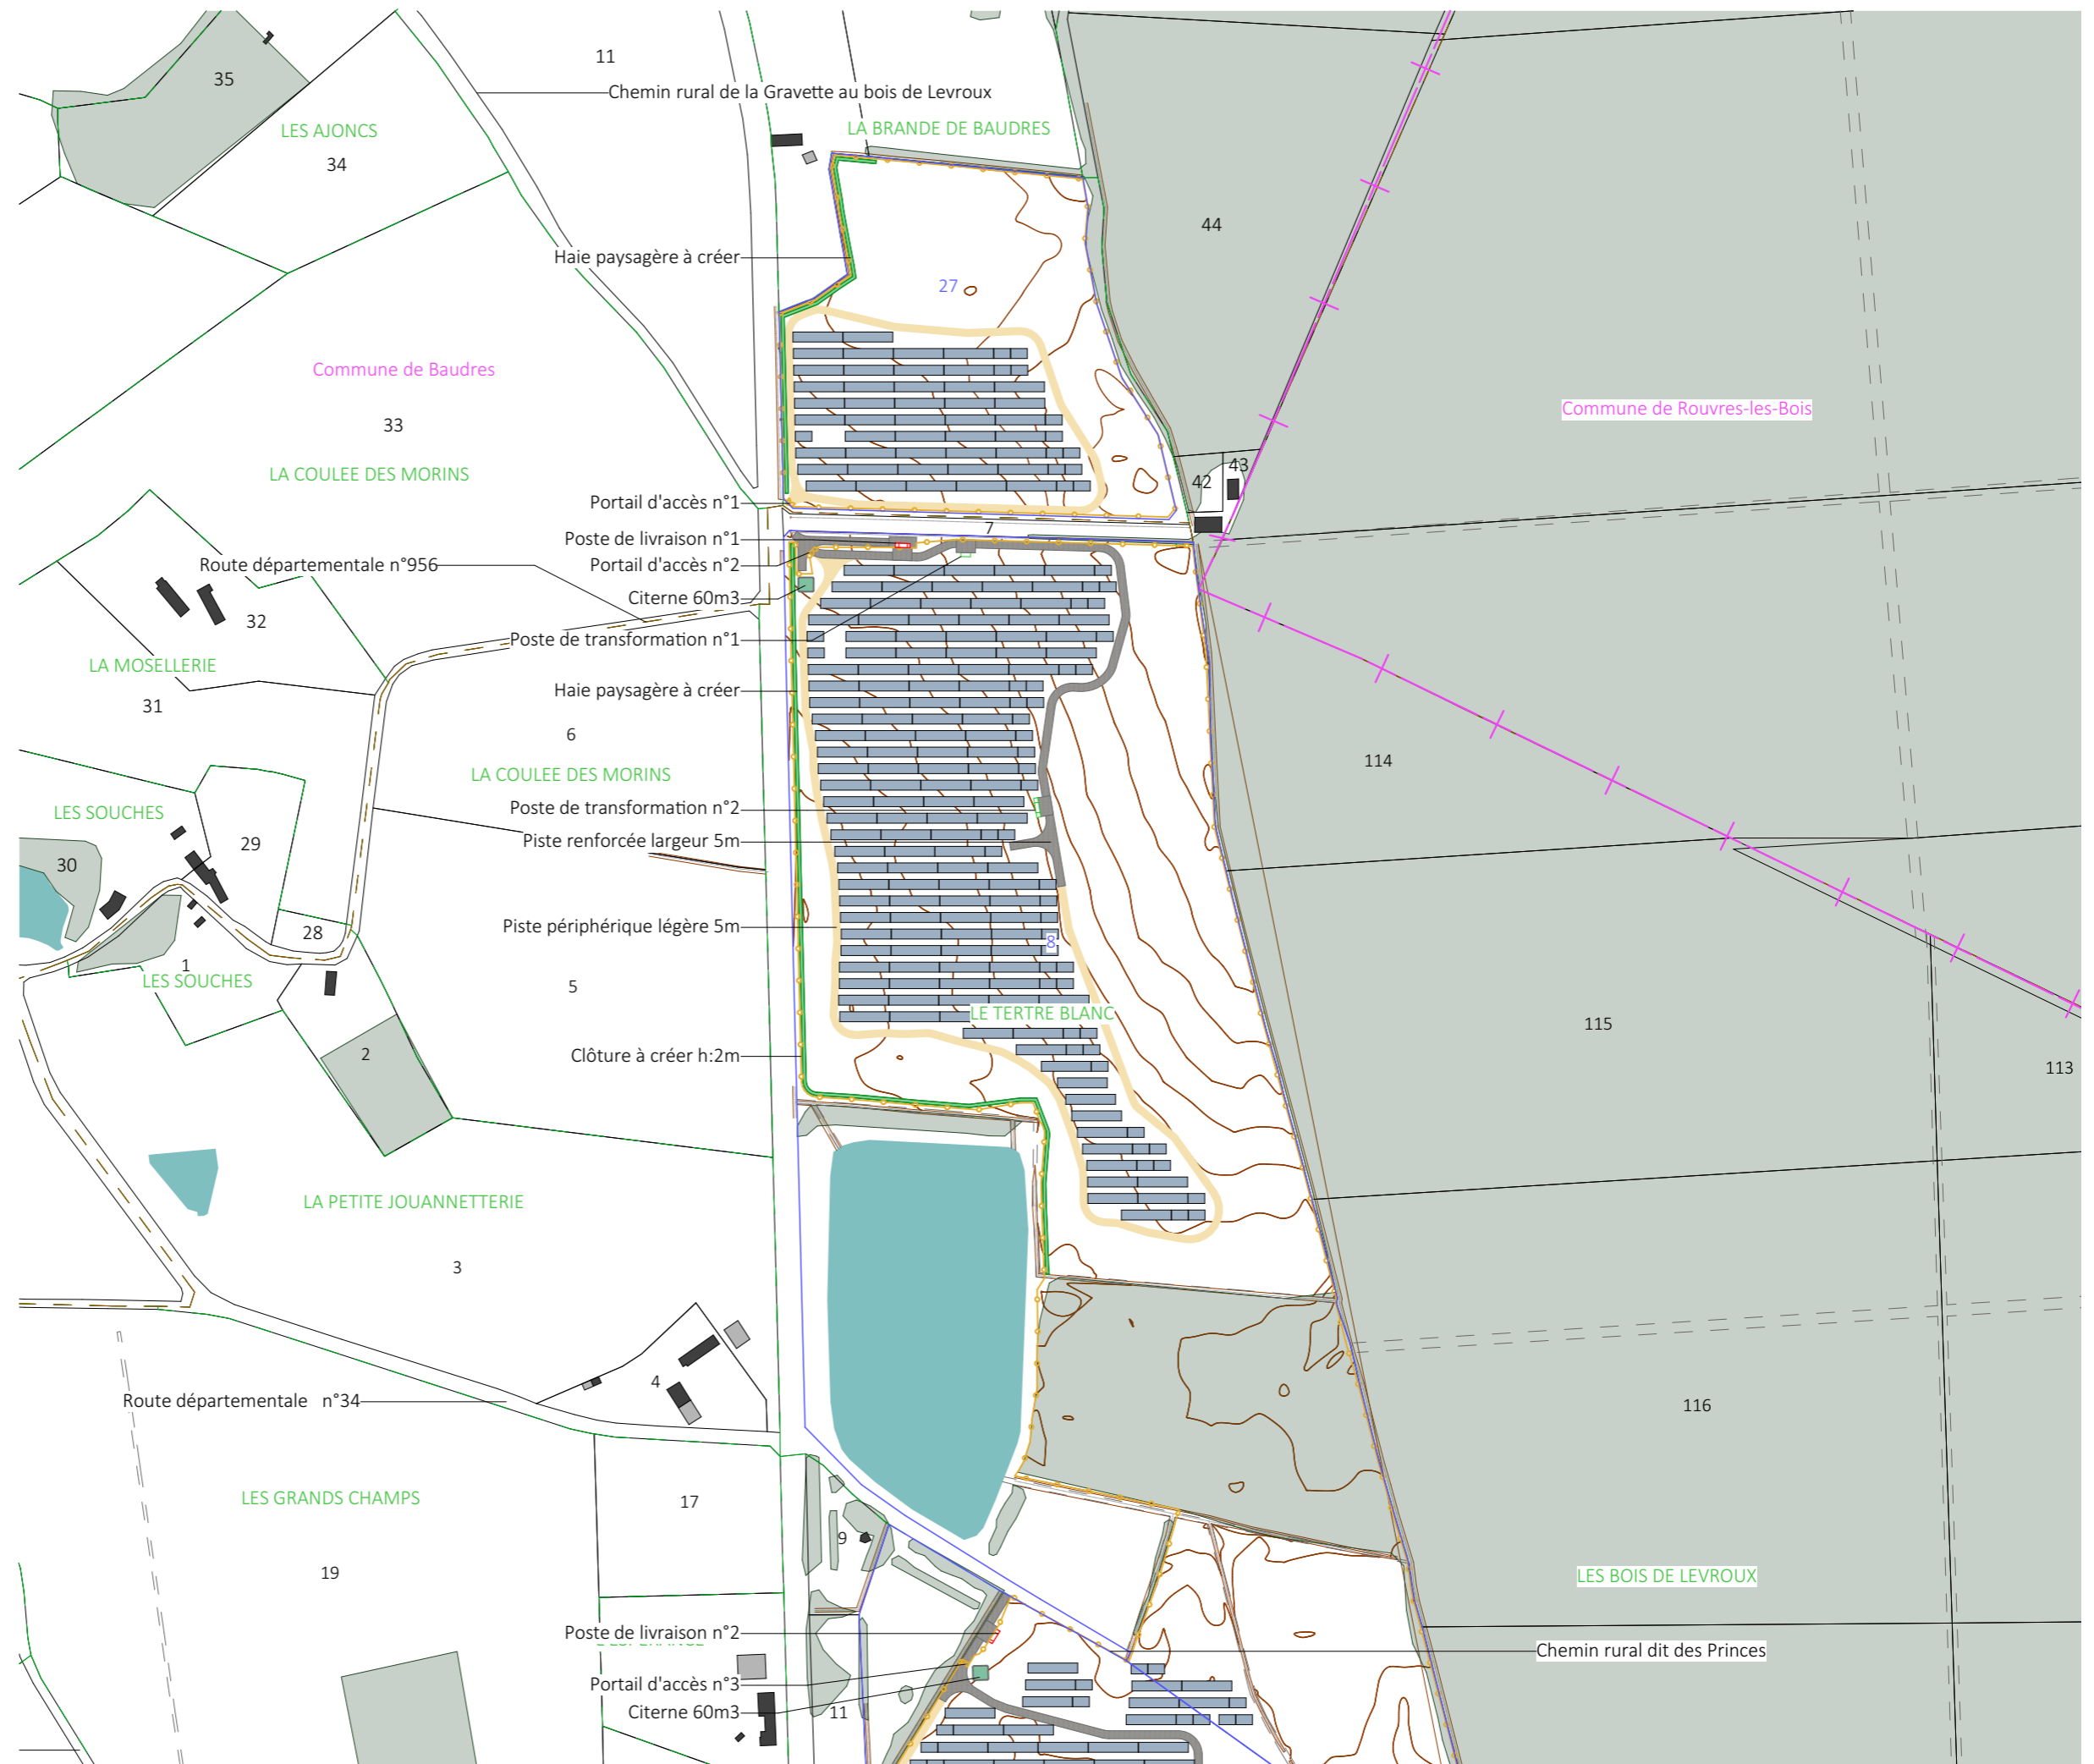 11
35
Chemin rural de la Gravette au bois de Levroux
LES AJONCS
LA BRANDE DE BAUDRES
34
44
Haie paysagère à créer
27
Commune de Baudres
Commune de Rouvres-les-Bois
33
LA COULEE DES MORINS
43
42
Portail d'accès n°1
7
Poste de livraison n°1
Route départementale n°956
Portail d'accès n°2
Citerne 60m3
32
Poste de transformation n°1
LA MOSELLERIE
Haie paysagère à créer
31
6
114
LA COULEE DES MORINS
Poste de transformation n°2
LES SOUCHES
Piste renforcée largeur 5m
29
30
Piste périphérique légère 5m
28
8
1
LES SOUCHES
5
LE TERTRE BLANC
115
2
Clôture à créer h:2m
113
LA PETITE JOUANNETTERIE
3
4
Route départementale n°34
116
LES GRANDS CHAMPS
17
9
19
LES BOIS DE LEVROUX
Poste de livraison n°2
Chemin rural dit des Princes
Portail d'accès n°3
Citerne 60m3
11